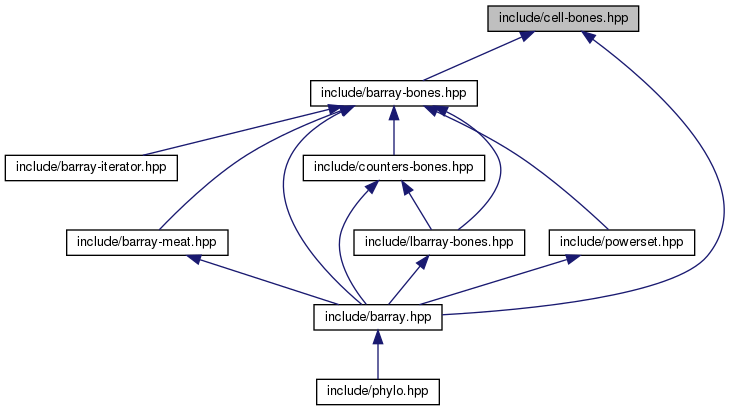 include/cell-bones.hpp
include/barray-bones.hpp
include/barray-iterator.hpp
include/counters-bones.hpp
include/barray-meat.hpp
include/lbarray-bones.hpp
include/powerset.hpp
include/barray.hpp
include/phylo.hpp